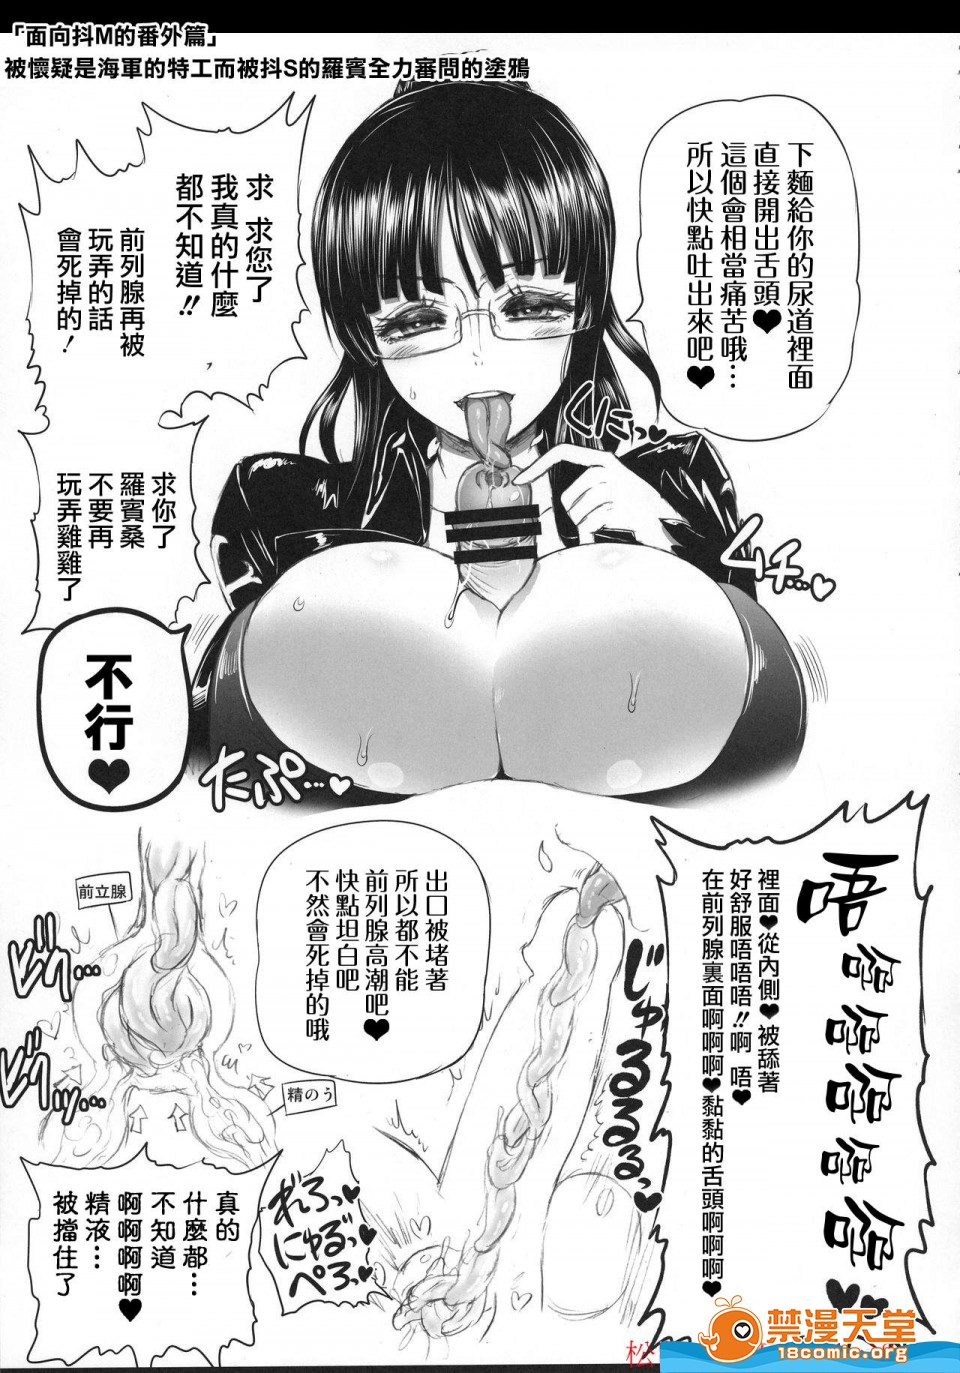 「面向抖M的番外篇」
被懷疑是海軍的特工而被抖S的羅賓全力審問的塗鴉
下麵給你的尿道裡面
直接開出舌頭♥
這個會相當痛苦哦…
所以快點吐出來吧♥
求 求您了
我真的什麼
都不知道!!
前列腺再被
玩弄的話
會死掉的!
くにっ♥
求你了
羅賓桑
不要再
玩弄雞雞了
ムチ…♡
不行♥
たぷ…♡
唔唔唔唔唔唔♥♥
裡面♥從內側♥被舔著
好舒服唔唔唔!!啊 唔♥
在前列腺裏面啊啊啊♥黏黏的舌頭啊啊啊♥
出口被堵著
所以都不能
前列腺高潮吧♥
快點坦白吧
不然會死掉的哦
前立腺
ビグッ…
ビグッ…
精のう
じゅるるるるっ♥
れろっ♥
にゅるっ♥
ぺろっ♥
真的
什麼都…
不知道
啊啊啊啊♥
精液…
被擋住了
松
禁漫天堂
18comic.org